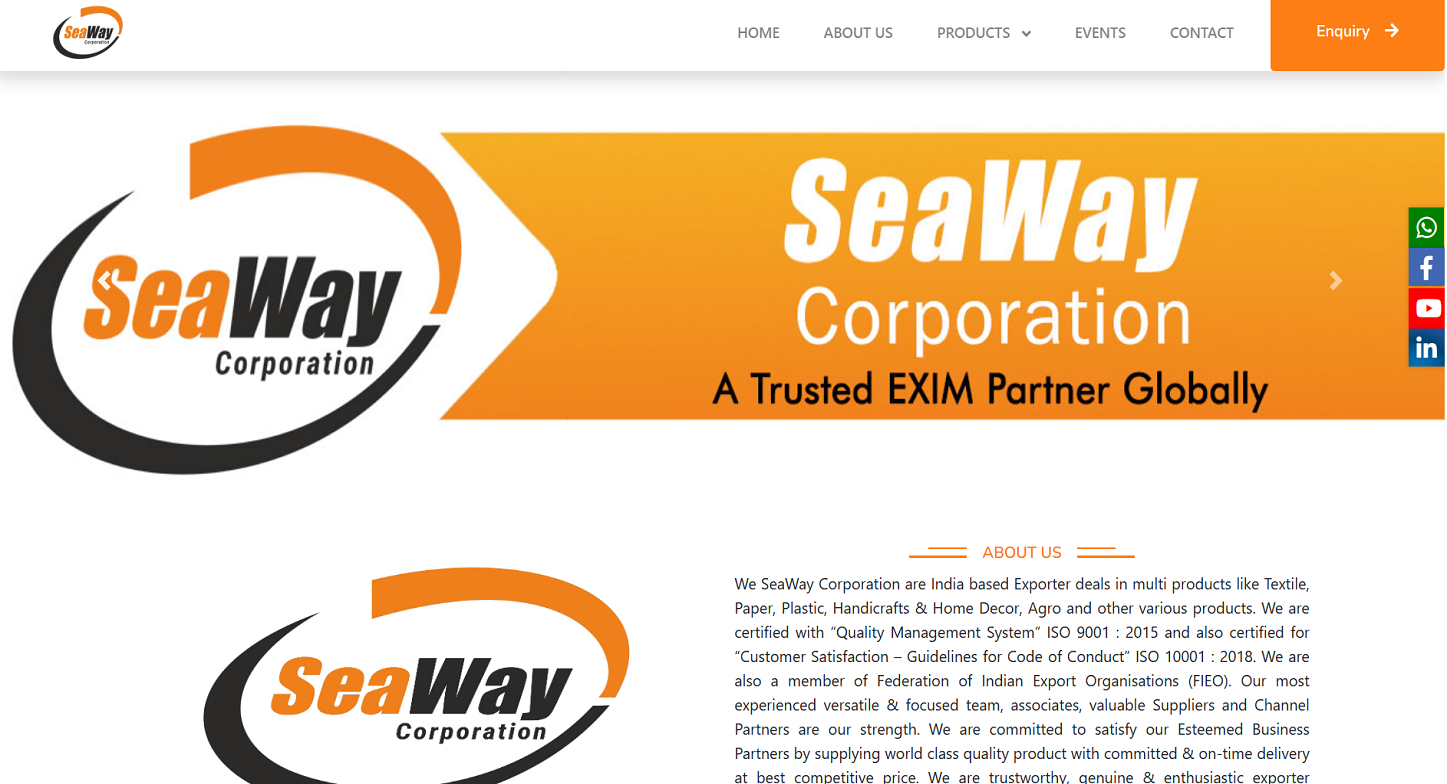 SeaWay
Corporation
HOME
ABOUT US
PRODUCTS
EVENTS
CONTACT
Enquiry
SeaWay
Corporation
SeaWay
Corporation
A Trusted EXIM Partner Globally
SeaWay
Corporation
ABOUT US
We SeaWay Corporation are India based Exporter deals in multi products like Textile,
Paper, Plastic, Handicrafts & Home Decor, Agro and other various products. We are
certified with “Quality Management System” ISO 9001 : 2015 and also certified for
“Customer Satisfaction – Guidelines for Code of Conduct” ISO 10001 : 2018. We are
also a member of Federation of Indian Export Organisations (FIEO). Our most
experienced versatile & focused team, associates, valuable Suppliers and Channel
Partners are our strength. We are committed to satisfy our Esteemed Business
Partners by supplying world class quality product with committed & on-time delivery
at best competitive price. We are trustworthy, genuine & enthusiastic exporter